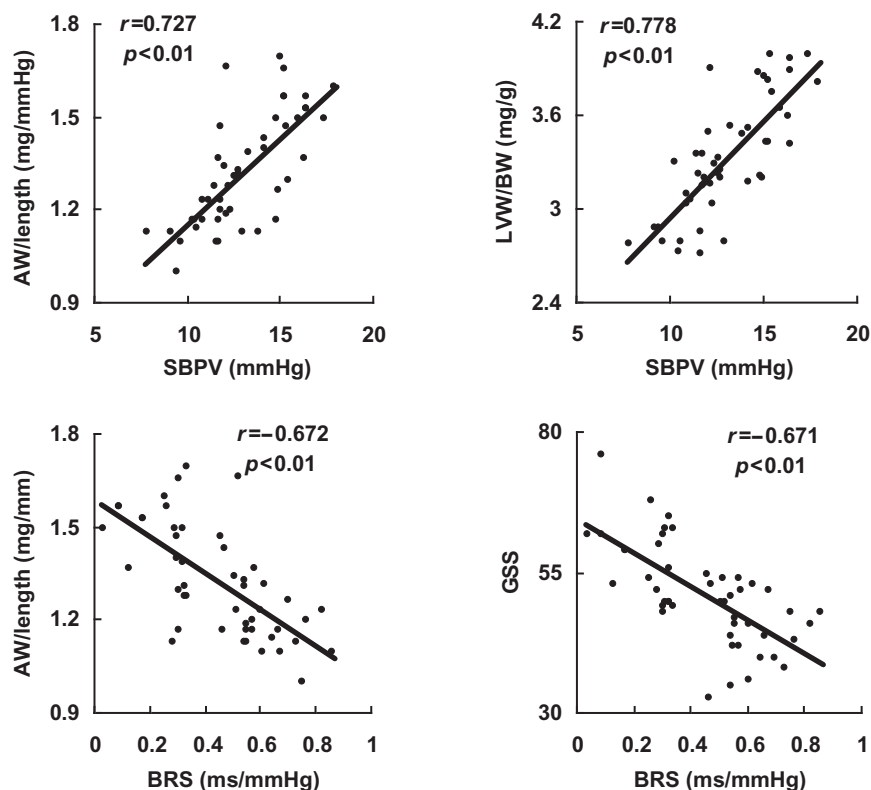 r=0.727
p<0.01
1.8
1.5
1.2
0.9
AW/length (mg/mmHg)
5 10 15 20
SBPV (mmHg)
r=0.778
p<0.01
4.2
3.6
3
2.4
LVW/BW (mg/g)
5 10 15 20
SBPV (mmHg)
r=−0.672
p<0.01
1.8
1.5
1.2
0.9
AW/length (mg/mm)
0 0.2 0.4 0.6 0.8 1
BRS (ms/mmHg)
r=−0.671
p<0.01
80
55
30
GSS
0 0.2 0.4 0.6 0.8 1
BRS (ms/mmHg)